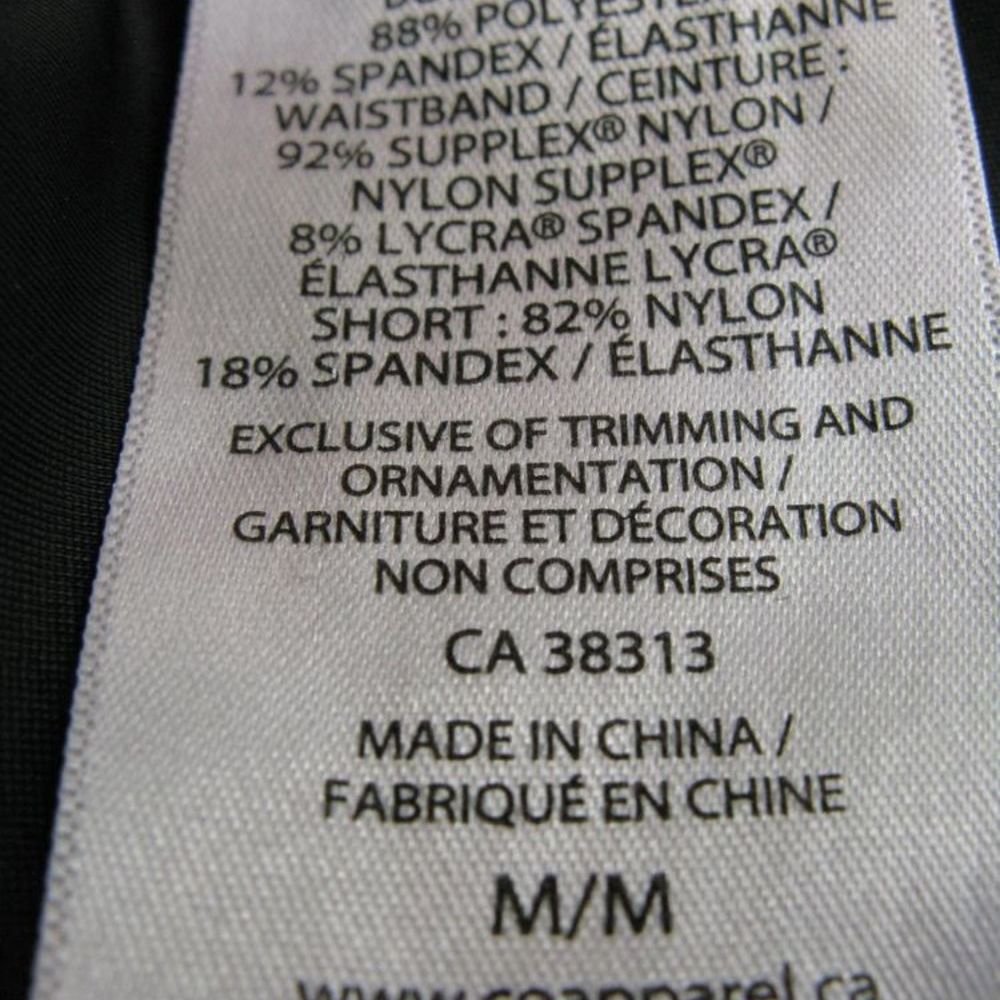 88% POLYESTER
12% SPANDEX / ÉLASTHANNE
WAISTBAND / CEINTURE :
92% SUPPLEX® NYLON /
NYLON SUPPLEX®
8% LYCRA® SPANDEX /
ÉLASTHANNE LYCRA®
SHORT : 82% NYLON
18% SPANDEX / ÉLASTHANNE
EXCLUSIVE OF TRIMMING AND
ORNAMENTATION /
GARNITURE ET DÉCORATION
NON COMPRISES
CA 38313
MADE IN CHINA /
FABRIQUÉ EN CHINE
M/M